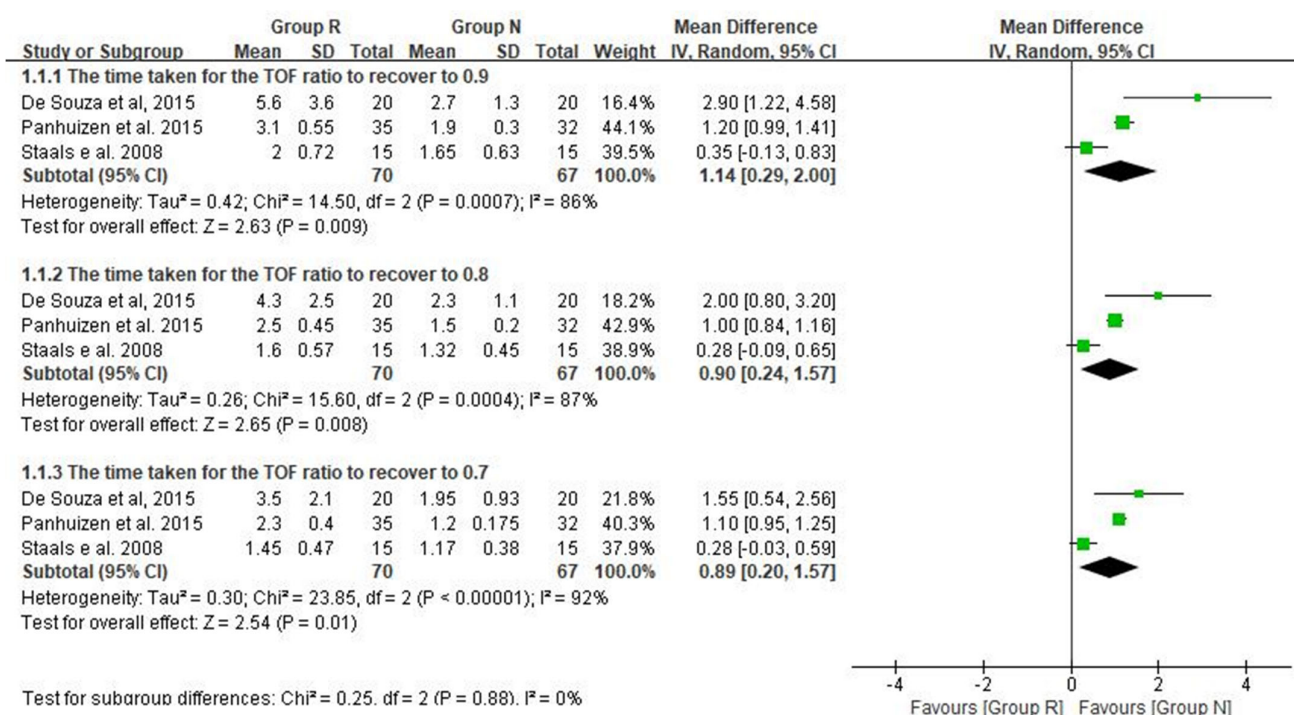 Group R Group N Mean Difference Mean Difference
Study or Subgroup Mean SD Total Mean SD Total Weight IV, Random, 95% CI IV, Random, 95% CI
1.1.1 The time taken for the TOF ratio to recover to 0.9
De Souza et al, 2015 5.6 3.6 20 2.7 1.3 20 16.4% 2.90 [1.22, 4.58]
Panhuizen et al. 2015 3.1 0.55 35 1.9 0.3 32 44.1% 1.20 [0.99, 1.41]
Staals e al. 2008 2 0.72 15 1.65 0.63 15 39.5% 0.35 [-0.13, 0.83]
Subtotal (95% CI) 70 67 100.0% 1.14 [0.29, 2.00]
Heterogeneity: Tau² = 0.42; Chi² = 14.50, df = 2 (P = 0.0007); I² = 86%
Test for overall effect: Z = 2.63 (P = 0.009)
1.1.2 The time taken for the TOF ratio to recover to 0.8
De Souza et al, 2015 4.3 2.5 20 2.3 1.1 20 18.2% 2.00 [0.80, 3.20]
Panhuizen et al. 2015 2.5 0.45 35 1.5 0.2 32 42.9% 1.00 [0.84, 1.16]
Staals e al. 2008 1.6 0.57 15 1.32 0.45 15 38.9% 0.28 [-0.09, 0.65]
Subtotal (95% CI) 70 67 100.0% 0.90 [0.24, 1.57]
Heterogeneity: Tau² = 0.26; Chi² = 15.60, df = 2 (P = 0.0004); I² = 87%
Test for overall effect: Z = 2.65 (P = 0.008)
1.1.3 The time taken for the TOF ratio to recover to 0.7
De Souza et al, 2015 3.5 2.1 20 1.95 0.93 20 21.8% 1.55 [0.54, 2.56]
Panhuizen et al. 2015 2.3 0.4 35 1.2 0.175 32 40.3% 1.10 [0.95, 1.25]
Staals e al. 2008 1.45 0.47 15 1.17 0.38 15 37.9% 0.28 [-0.03, 0.59]
Subtotal (95% CI) 70 67 100.0% 0.89 [0.20, 1.57]
Heterogeneity: Tau² = 0.30; Chi² = 23.85, df = 2 (P < 0.00001); I² = 92%
Test for overall effect: Z = 2.54 (P = 0.01)
-4 -2 0 2 4
Test for subgroup differences: Chi² = 0.25, df = 2 (P = 0.88), I² = 0%
Favours [Group R] Favours [Group N]